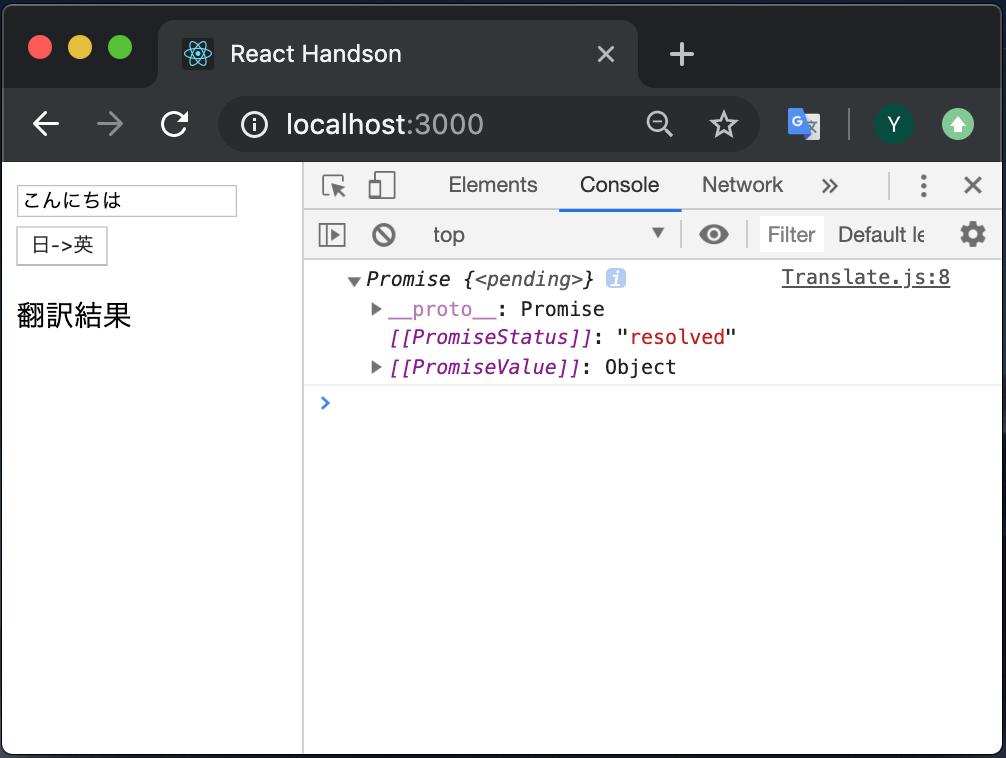 React Handson
localhost:3000
Y
こんにちは
日->英
翻訳結果
Elements Console Network »
top Filter Default le
Promise {<pending>} i Translate.js:8
__proto__: Promise
[[PromiseStatus]]: "resolved"
[[PromiseValue]]: Object